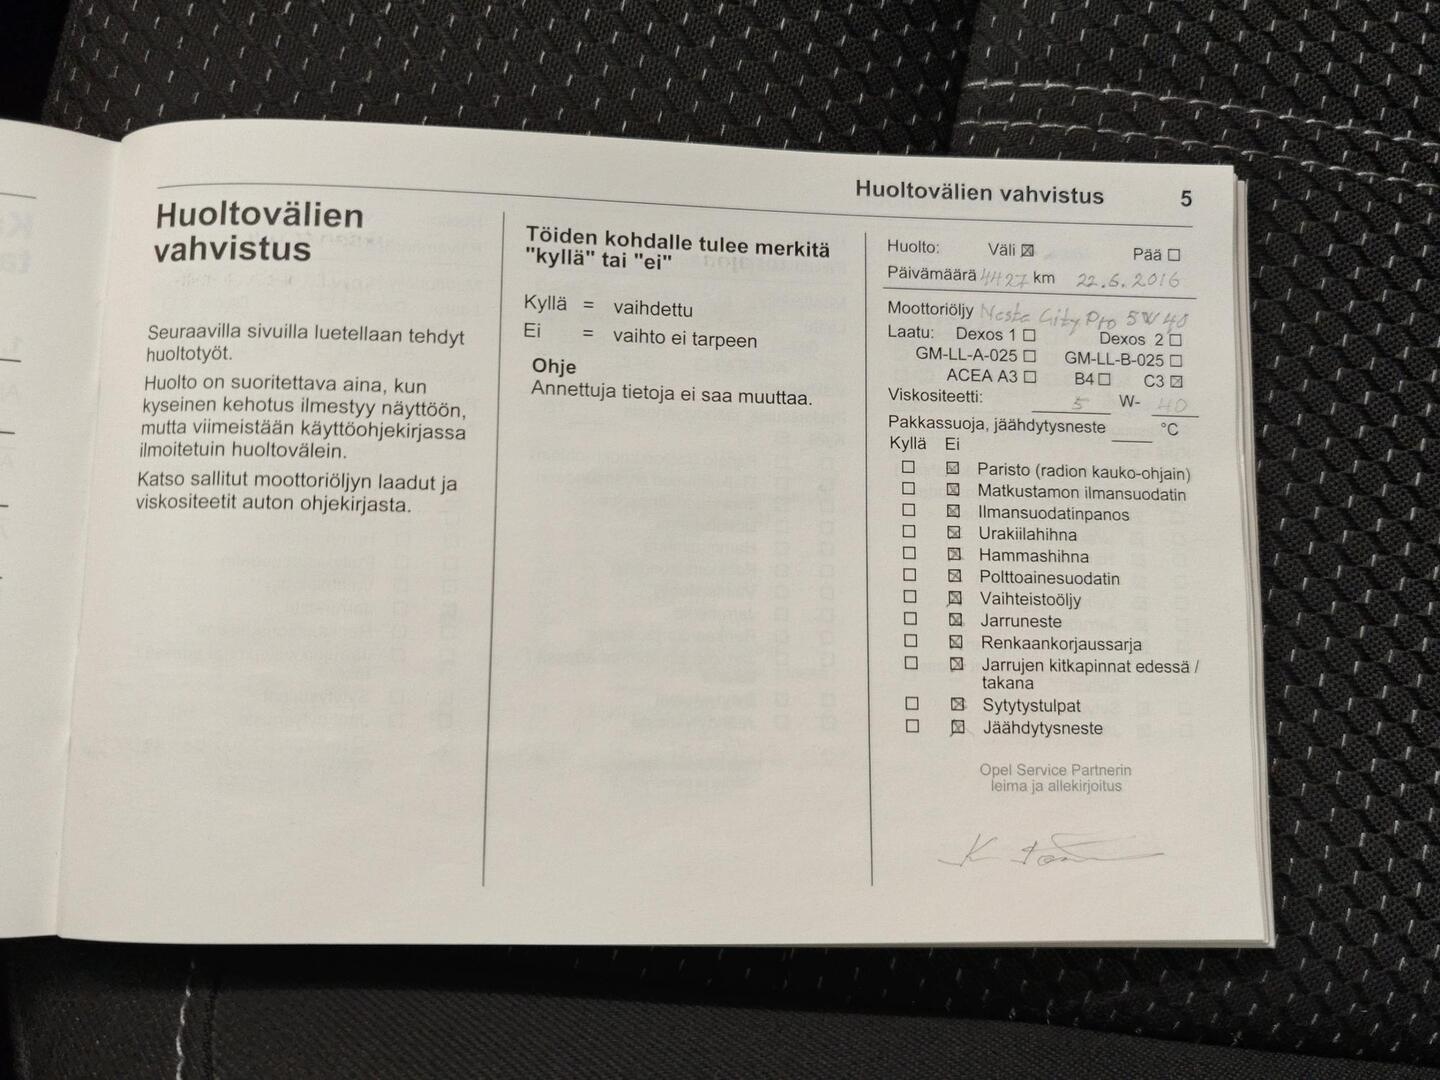 Huoltovälien vahvistus 5
Huoltovälien
vahvistus
Seuraavilla sivuilla luetellaan tehdyt
huoltotyöt.
Huolto on suoritettava aina, kun
kyseinen kehotus ilmestyy näyttöön,
mutta viimeistään käyttöohjekirjassa
ilmoitetuin huoltovälein.
Katso sallitut moottoriöljyn laadut ja
viskositeetit auton ohjekirjasta.
Töiden kohdalle tulee merkitä
"kyllä" tai "ei"
Kyllä = vaihdettu
Ei = vaihto ei tarpeen
Ohje
Annettuja tietoja ei saa muuttaa.
Huolto: Väli ☒ Pää ☐
Päivämäärä 4427 km 22.6.2016
Moottoriöljy Neste City Pro 5W40
Laatu: Dexos 1 ☐ Dexos 2 ☐
GM-LL-A-025 ☐ GM-LL-B-025 ☐
ACEA A3 ☐ B4 ☐ C3 ☒
Viskositeetti: 5 W- 40
Pakkassuoja, jäähdytysneste ____ °C
Kyllä Ei
☐ ☒ Paristo (radion kauko-ohjain)
☐ ☒ Matkustamon ilmansuodatin
☐ ☒ Ilmansuodatinpanos
☐ ☒ Urakiilahihna
☐ ☒ Hammashihna
☐ ☒ Polttoainesuodatin
☐ ☒ Vaihteistoöljy
☐ ☒ Jarruneste
☐ ☒ Renkaankorjaussarja
☐ ☒ Jarrujen kitkapinnat edessä /
takana
☐ ☒ Sytytystulpat
☐ ☒ Jäähdytysneste
Opel Service Partnerin
leima ja allekirjoitus